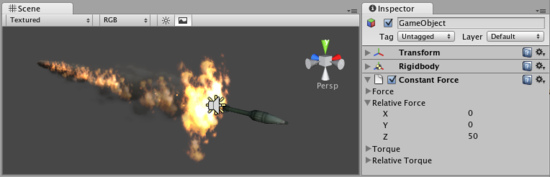 Scene
Textured RGB
Persp
Inspector
GameObject
Tag Untagged Layer Default
Transform
Rigidbody
Constant Force
Force
Relative Force
X 0
Y 0
Z 50
Torque
Relative Torque